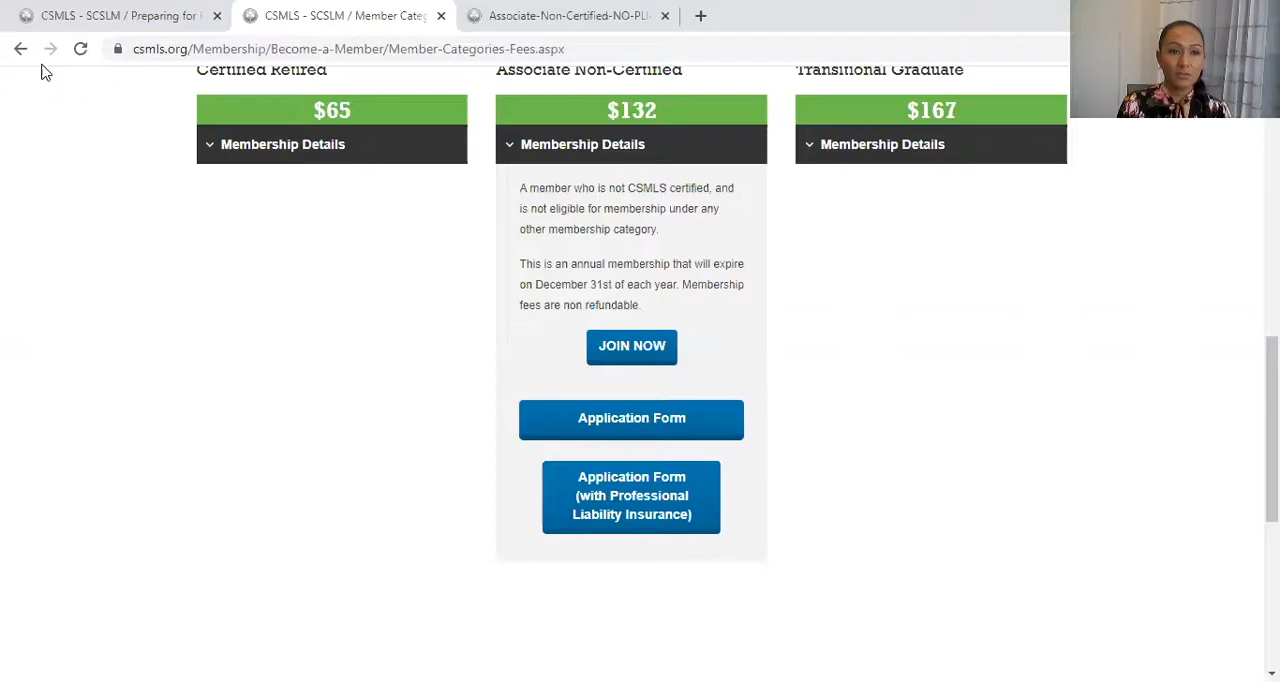 CSMLS - SCSLM / Preparing for
CSMLS - SCSLM / Member Cate
Associate-Non-Certified-NO-PLI
csmls.org/Membership/Become-a-Member/Member-Categories-Fees.aspx
Certified Retired
Associate Non-Certified
Transitional Graduate
$65
$132
$167
Membership Details
Membership Details
Membership Details
A member who is not CSMLS certified, and
is not eligible for membership under any
other membership category.
This is an annual membership that will expire
on December 31st of each year. Membership
fees are non refundable.
JOIN NOW
Application Form
Application Form
(with Professional
Liability Insurance)